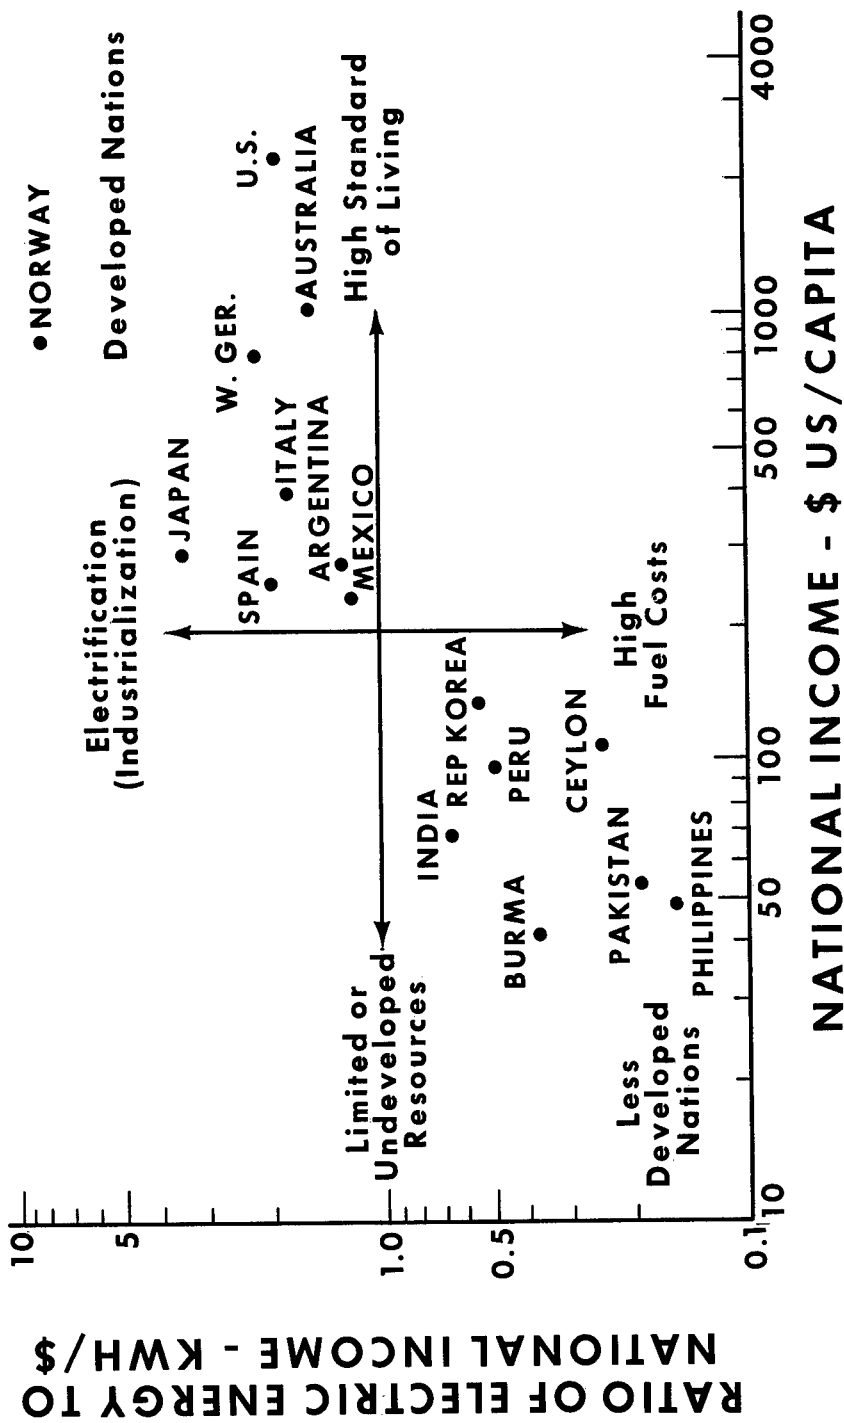 RATIO OF ELECTRIC ENERGY TO
NATIONAL INCOME - KWH/$
10
5
1.0
0.5
0.1
NORWAY
Electrification
(Industrialization)
Developed Nations
JAPAN
W. GER.
U.S.
SPAIN
ITALY
AUSTRALIA
ARGENTINA
MEXICO
High Standard
of Living
Limited or
Undeveloped
Resources
INDIA
REP KOREA
PERU
BURMA
CEYLON
High
Fuel Costs
PAKISTAN
PHILIPPINES
Less
Developed
Nations
10
50
100
500
1000
4000
NATIONAL INCOME - $ US/CAPITA